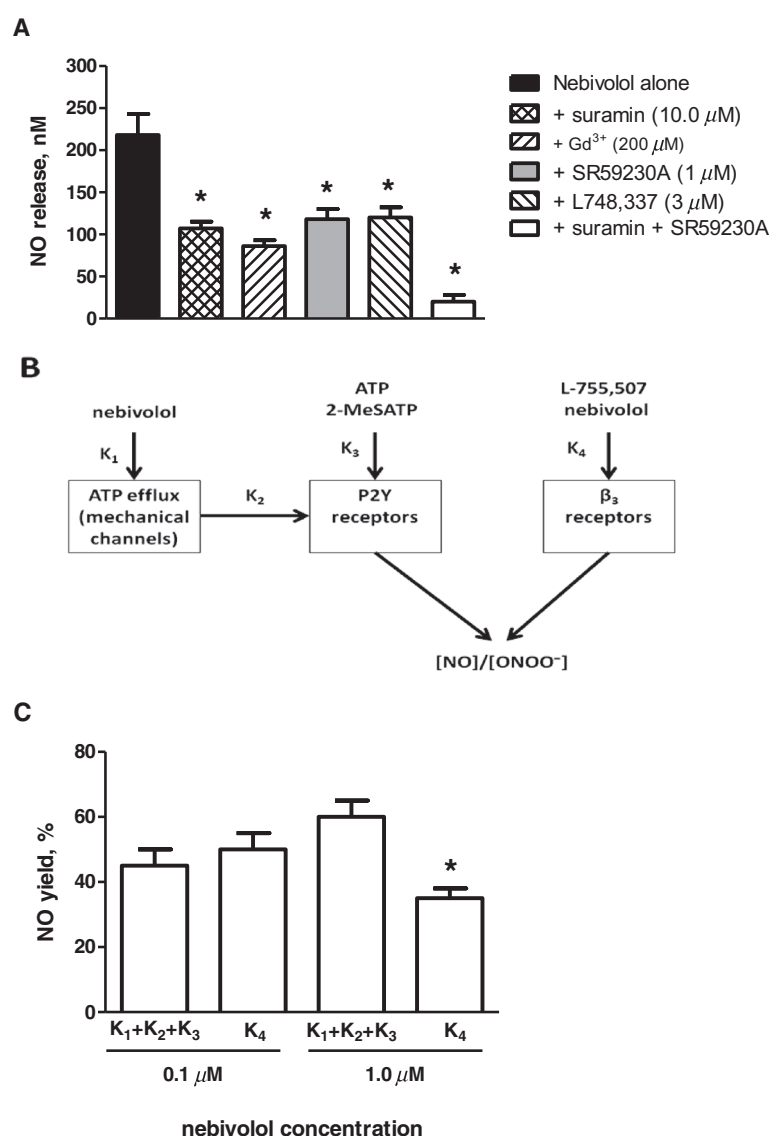 A
300
250
200
150
100
50
0
NO release, nM
*
*
*
*
*
Nebivolol alone
+ suramin (10.0 μM)
+ Gd³⁺ (200 μM)
+ SR59230A (1 μM)
+ L748,337 (3 μM)
+ suramin + SR59230A
B
nebivolol
ATP
2-MeSATP
L-755,507
nebivolol
K₁
K₃
K₄
ATP efflux
(mechanical
channels)
K₂
P2Y
receptors
β₃
receptors
[NO]/[ONOO⁻]
C
80
60
40
20
0
NO yield, %
*
K₁+K₂+K₃ K₄ K₁+K₂+K₃ K₄
0.1 μM 1.0 μM
nebivolol concentration